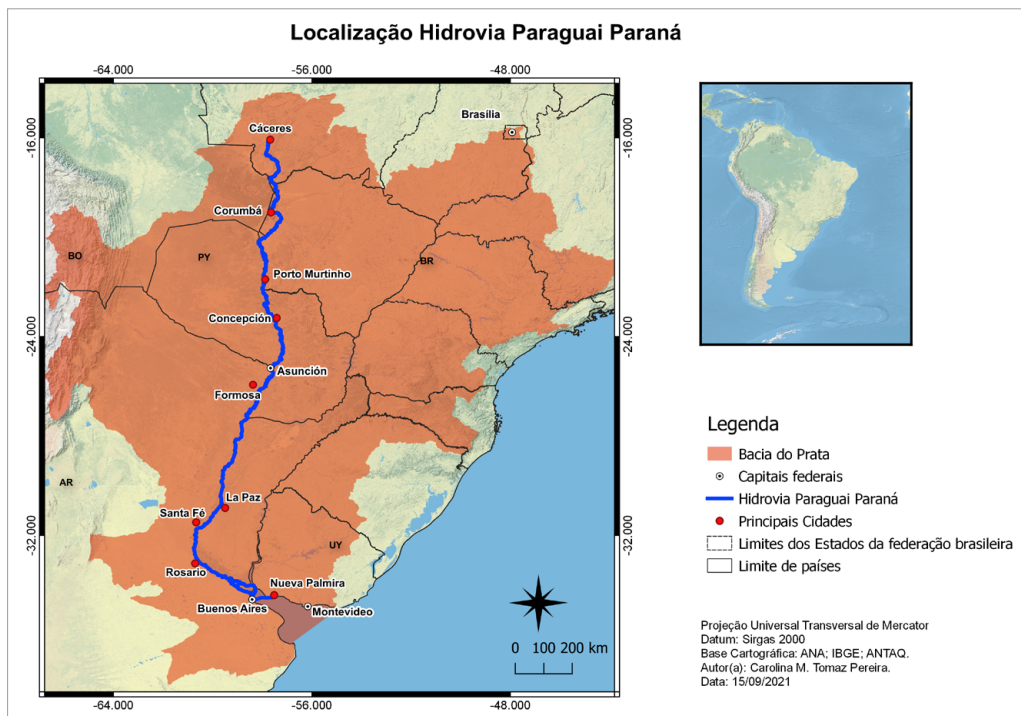 Localização Hidrovia Paraguai Paraná
-64.000
-56.000
-48.000
-16.000
-16.000
Brasília
Cáceres
Corumbá
BO
PY
BR
Porto Murtinho
Concepción
-24.000
-24.000
Asunción
Formosa
AR
La Paz
Santa Fé
-32.000
-32.000
UY
Rosario
Nueva Palmira
Buenos Aires
Montevideo
-64.000
-56.000
-48.000
0 100 200 km
Legenda
Bacia do Prata
Capitais federais
Hidrovia Paraguai Paraná
Principais Cidades
Limites dos Estados da federação brasileira
Limite de países
Projeção Universal Transversal de Mercator
Datum: Sirgas 2000
Base Cartográfica: ANA; IBGE; ANTAQ.
Autor(a): Carolina M. Tomaz Pereira.
Data: 15/09/2021